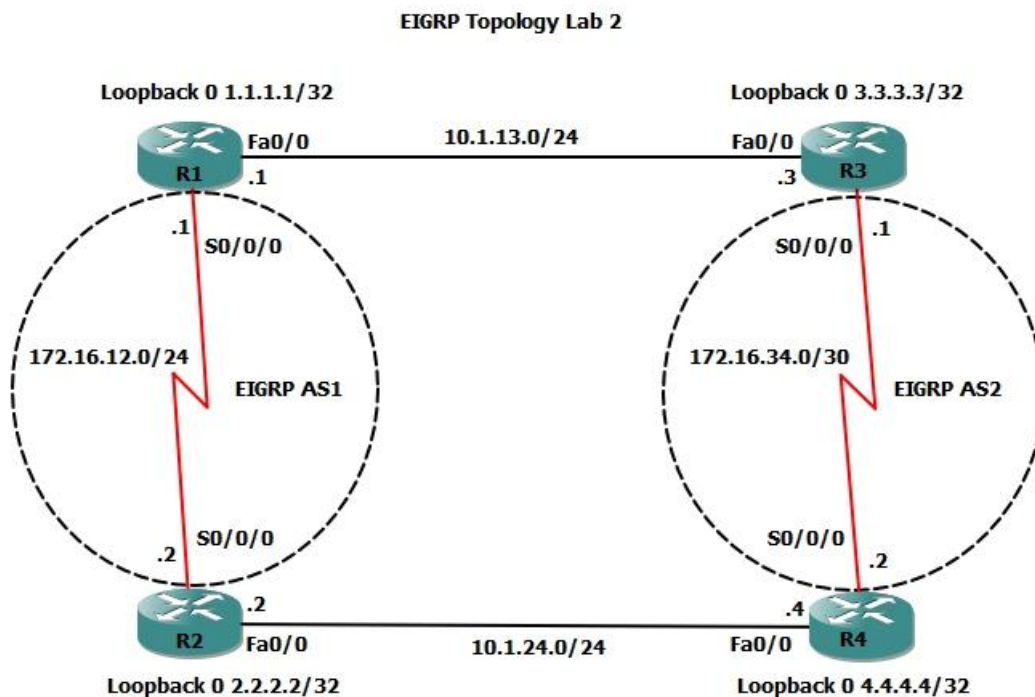 EIGRP Topology Lab 2
Loopback 0 1.1.1.1/32
Loopback 0 3.3.3.3/32
Fa0/0
10.1.13.0/24
Fa0/0
R1
.1
.3
R3
.1
S0/0/0
S0/0/0
.1
172.16.12.0/24
EIGRP AS1
172.16.34.0/30
EIGRP AS2
.2
S0/0/0
S0/0/0
.2
R2
.2
.4
R4
Fa0/0
10.1.24.0/24
Fa0/0
Loopback 0 2.2.2.2/32
Loopback 0 4.4.4.4/32